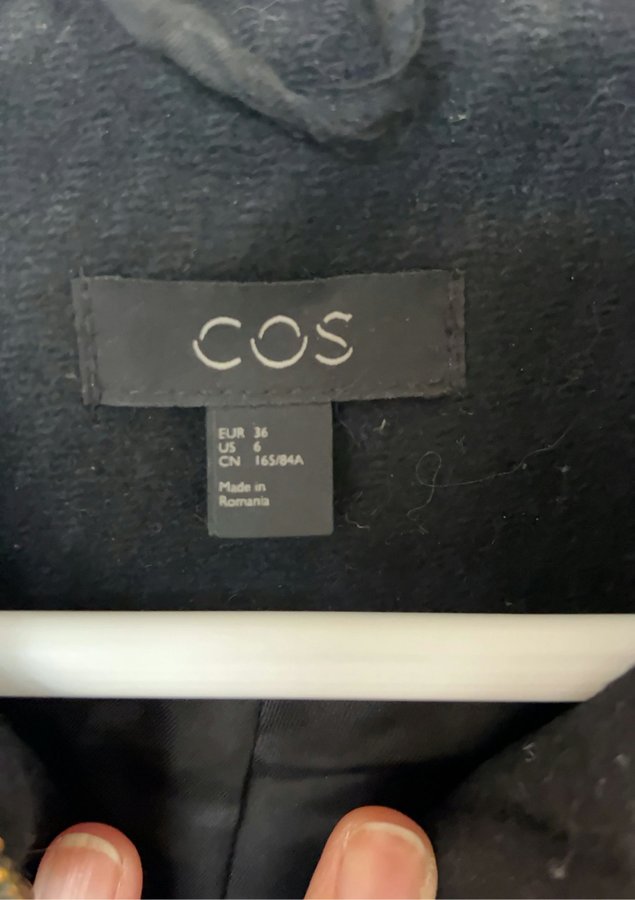 COS
EUR 36
US 6
CN 165/84A
Made in
Romania